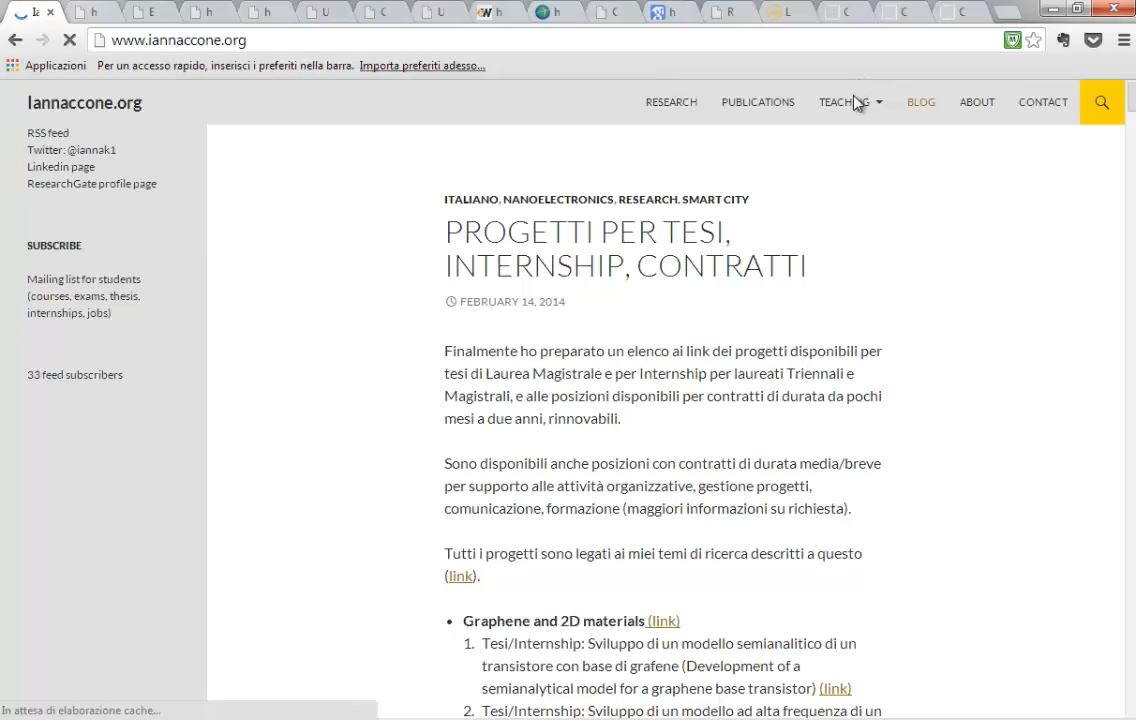 h E h h U C U h h C h R L C C C
www.iannaccone.org
Applicazioni Per un accesso rapido, inserisci i preferiti nella barra. Importa preferiti adesso...
Iannaccone.org
RESEARCH PUBLICATIONS TEACHING BLOG ABOUT CONTACT
RSS feed
Twitter: @iannak1
Linkedin page
ResearchGate profile page
SUBSCRIBE
Mailing list for students
(courses, exams, thesis,
internships, jobs)
33 feed subscribers
ITALIANO, NANOELECTRONICS, RESEARCH, SMART CITY
PROGETTI PER TESI,
INTERNSHIP, CONTRATTI
FEBRUARY 14, 2014
Finalmente ho preparato un elenco ai link dei progetti disponibili per
tesi di Laurea Magistrale e per Internship per laureati Triennali e
Magistrali, e alle posizioni disponibili per contratti di durata da pochi
mesi a due anni, rinnovabili.
Sono disponibili anche posizioni con contratti di durata media/breve
per supporto alle attività organizzative, gestione progetti,
comunicazione, formazione (maggiori informazioni su richiesta).
Tutti i progetti sono legati ai miei temi di ricerca descritti a questo
(link).
• Graphene and 2D materials (link)
1. Tesi/Internship: Sviluppo di un modello semianalitico di un
transistore con base di grafene (Development of a
semianalytical model for a graphene base transistor) (link)
2. Tesi/Internship: Sviluppo di un modello ad alta frequenza di un
In attesa di elaborazione cache...